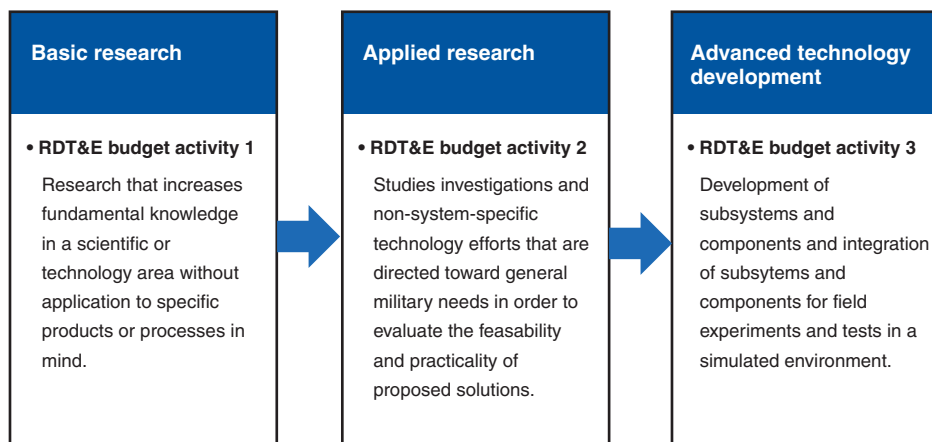 Basic research
• RDT&E budget activity 1
Research that increases
fundamental knowledge
in a scientific or
technology area without
application to specific
products or processes in
mind.
Applied research
• RDT&E budget activity 2
Studies investigations and
non-system-specific
technology efforts that are
directed toward general
military needs in order to
evaluate the feasability
and practicality of
proposed solutions.
Advanced technology
development
• RDT&E budget activity 3
Development of
subsystems and
components and integration
of subsytems and
components for field
experiments and tests in a
simulated environment.